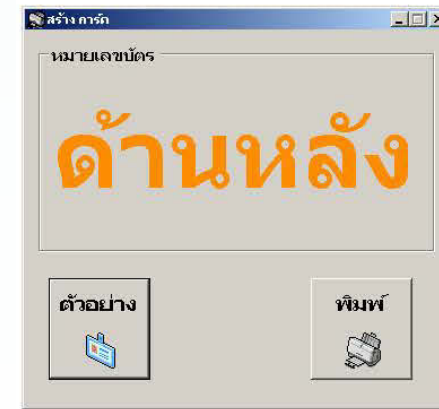 สร้าง การ์ด
หมายเลขบัตร
ด้านหลัง
ตัวอย่าง
พิมพ์